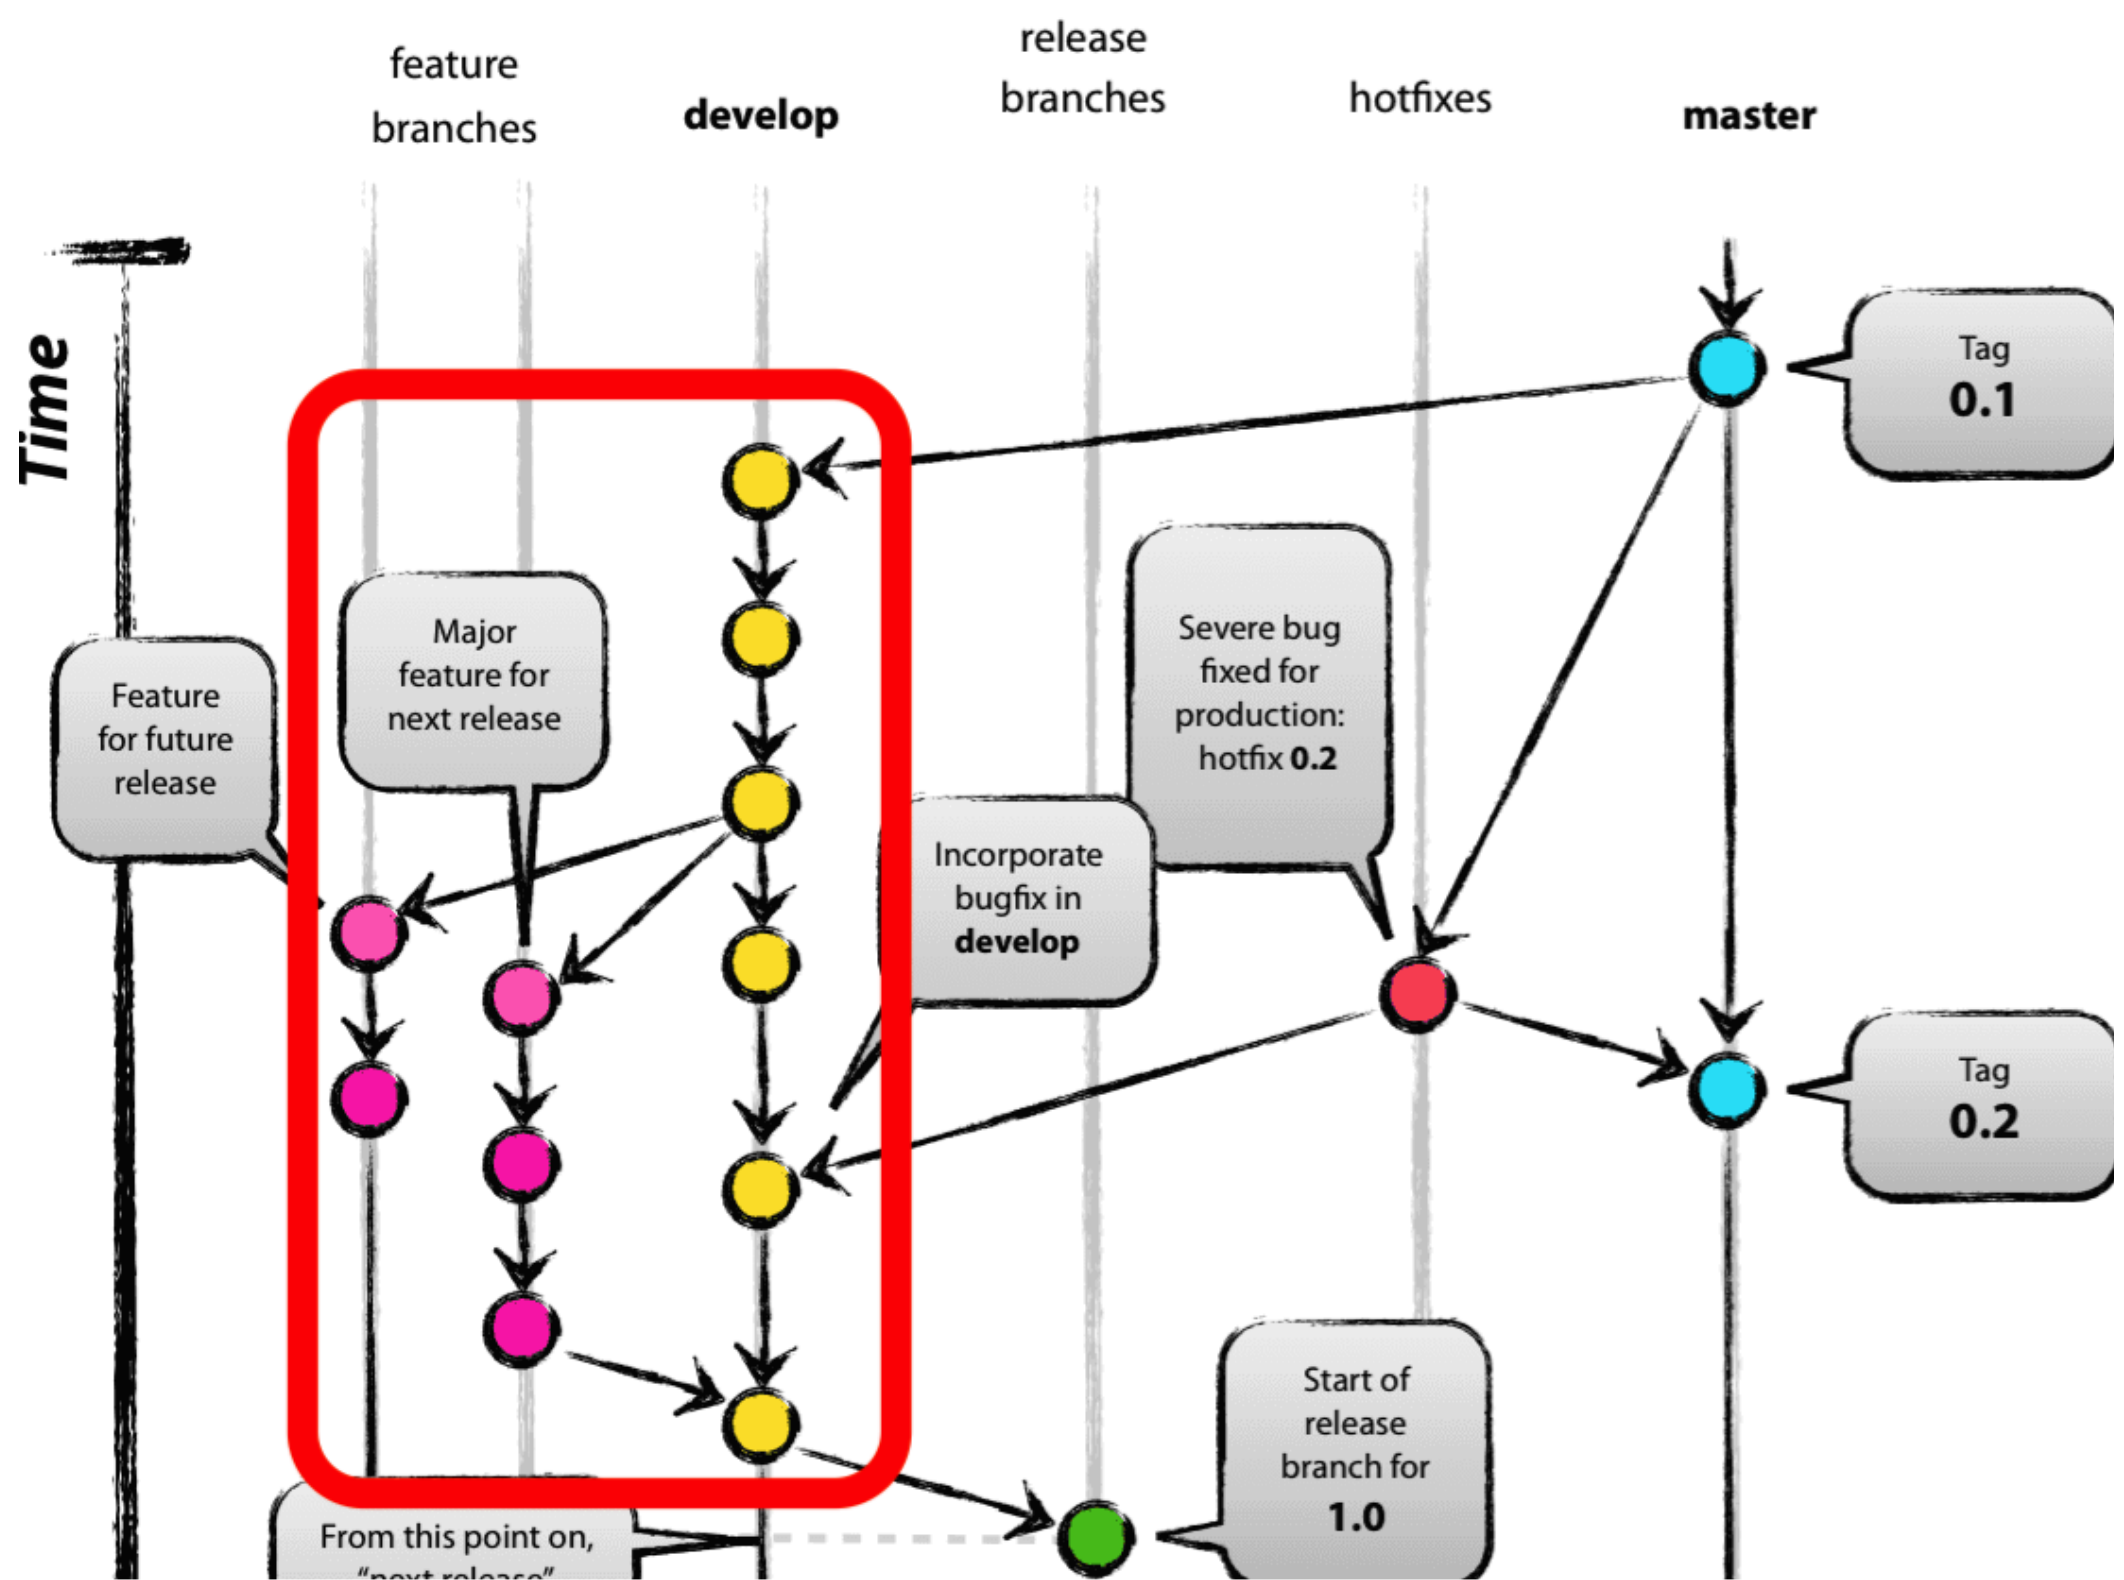 feature
branches
develop
release
branches
hotfixes
master
Time
Tag
0.1
Major
feature for
next release
Severe bug
fixed for
production:
hotfix 0.2
Feature
for future
release
Incorporate
bugfix in
develop
Tag
0.2
Start of
release
branch for
1.0
From this point on,
“next release”